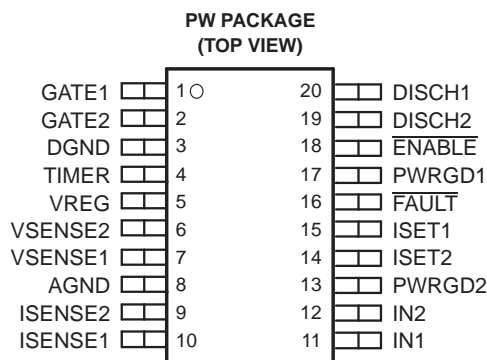 PW PACKAGE
(TOP VIEW)
GATE1 1 20 DISCH1
GATE2 2 19 DISCH2
DGND 3 18 ENABLE
TIMER 4 17 PWRGD1
VREG 5 16 FAULT
VSENSE2 6 15 ISET1
VSENSE1 7 14 ISET2
AGND 8 13 PWRGD2
ISENSE2 9 12 IN2
ISENSE1 10 11 IN1